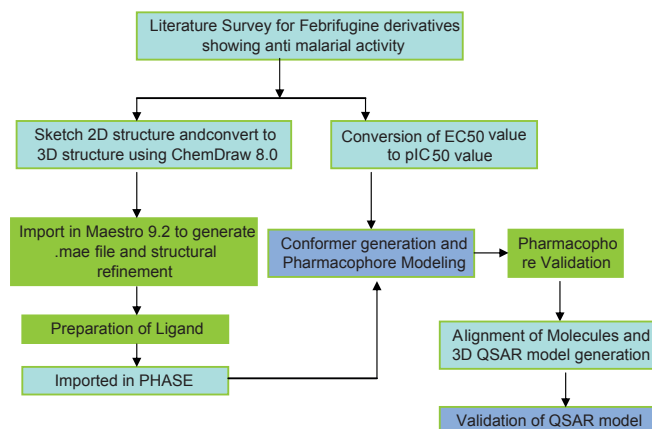 Literature Survey for Febrifugine derivatives
showing anti malarial activity
Sketch 2D structure andconvert to
3D structure using ChemDraw 8.0
Conversion of EC50 value
to pIC50 value
Import in Maestro 9.2 to generate
.mae file and structural
refinement
Conformer generation and
Pharmacophore Modeling
Pharmacopho
re Validation
Preparation of Ligand
Alignment of Molecules and
3D QSAR model generation
Imported in PHASE
Validation of QSAR model